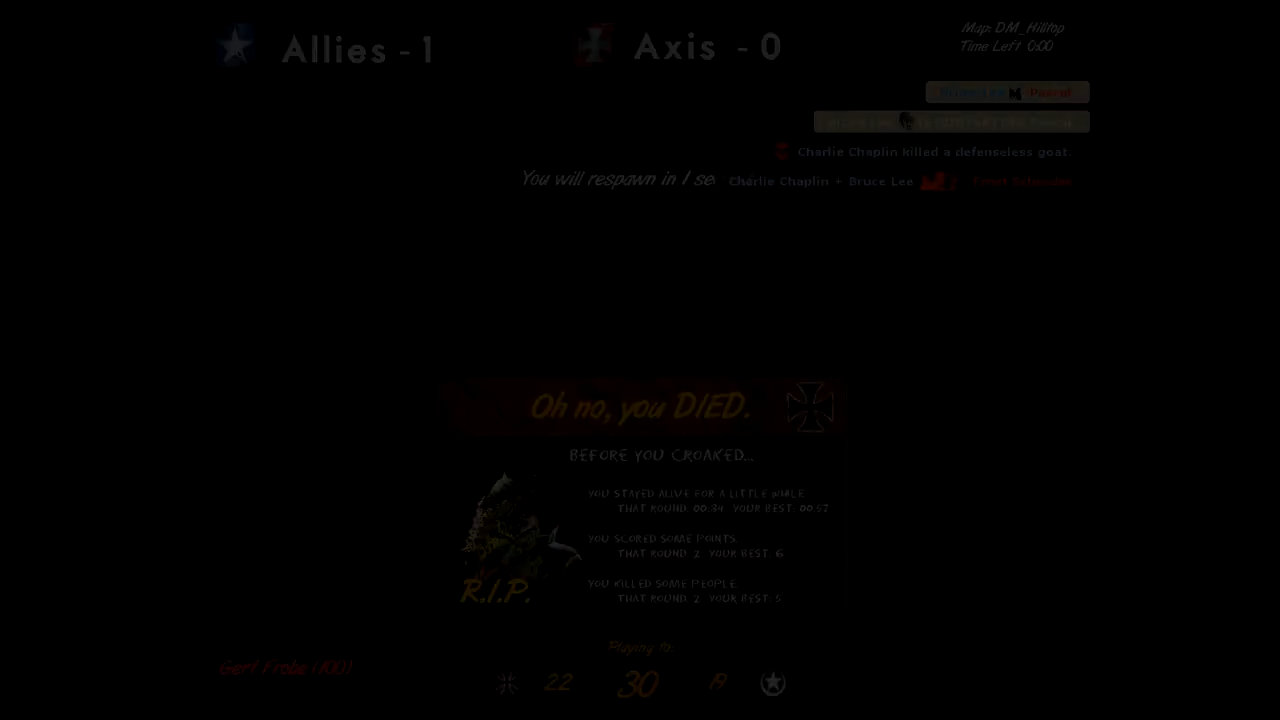 Allies - 1
Axis - 0
Map: DM_Hilltop
Time Left 0:00
Bruce Lee Pascal
Charlie Chaplin killed a defenseless goat.
You will respawn in 1 se
Charlie Chaplin + Bruce Lee
Oh no, you DIED.
BEFORE YOU CROAKED...
YOU STAYED ALIVE FOR A LITTLE WHILE.
THAT ROUND: 00:34 YOUR BEST: 00:57
YOU SCORED SOME POINTS.
THAT ROUND: 2 YOUR BEST: 6
YOU KILLED SOME PEOPLE.
THAT ROUND: 2 YOUR BEST: 5
R.I.P.
Playing to:
Gert Frobe (100)
22 30 19